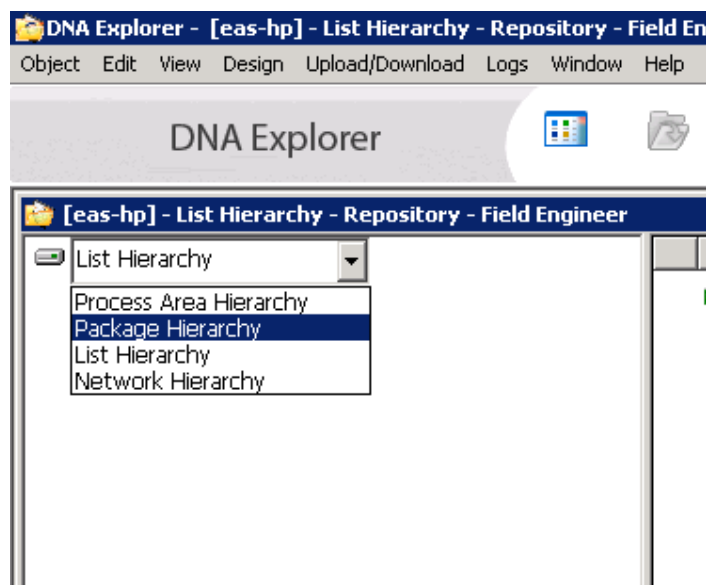 DNA Explorer - [eas-hp] - List Hierarchy - Repository - Field En
Object Edit View Design Upload/Download Logs Window Help
DNA Explorer
[eas-hp] - List Hierarchy - Repository - Field Engineer
List Hierarchy
Process Area Hierarchy
Package Hierarchy
List Hierarchy
Network Hierarchy